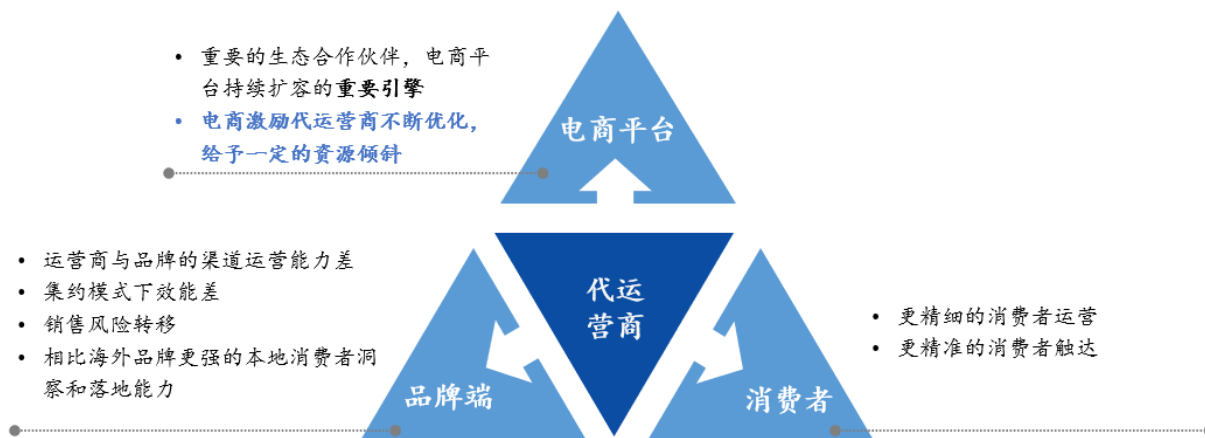 • 重要的生态合作伙伴，电商平
台持续扩容的重要引擎
• 电商激励代运营商不断优化，
给予一定的资源倾斜
电商平台
• 运营商与品牌的渠道运营能力差
• 集约模式下效能差
• 销售风险转移
• 相比海外品牌更强的本地消费者洞
察和落地能力
代运
营商
• 更精细的消费者运营
• 更精准的消费者触达
品牌端
消费者